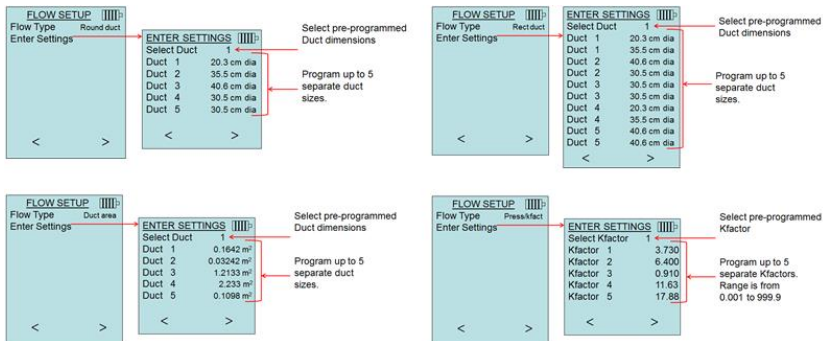 FLOW SETUP
Flow Type Round duct
Enter Settings
< >
ENTER SETTINGS
Select Duct 1
Duct 1 20.3 cm dia
Duct 2 35.5 cm dia
Duct 3 40.6 cm dia
Duct 4 30.5 cm dia
Duct 5 30.5 cm dia
< >
Select pre-programmed
Duct dimensions
Program up to 5
separate duct
sizes.
FLOW SETUP
Flow Type Rect duct
Enter Settings
< >
ENTER SETTINGS
Select Duct 1
Duct 1 20.3 cm dia
Duct 1 35.5 cm dia
Duct 2 40.6 cm dia
Duct 2 30.5 cm dia
Duct 3 30.5 cm dia
Duct 3 30.5 cm dia
Duct 4 20.3 cm dia
Duct 4 35.5 cm dia
Duct 5 40.6 cm dia
Duct 5 40.6 cm dia
< >
Select pre-programmed
Duct dimensions
Program up to 5
separate duct
sizes.
FLOW SETUP
Flow Type Duct area
Enter Settings
< >
ENTER SETTINGS
Select Duct 1
Duct 1 0.1642 m²
Duct 2 0.03242 m²
Duct 3 1.2133 m²
Duct 4 2.233 m²
Duct 5 0.1098 m²
< >
Select pre-programmed
Duct dimensions
Program up to 5
separate duct
sizes.
FLOW SETUP
Flow Type Press/kfact
Enter Settings
< >
ENTER SETTINGS
Select Kfactor 1
Kfactor 1 3.730
Kfactor 2 6.400
Kfactor 3 0.910
Kfactor 4 11.63
Kfactor 5 17.88
< >
Select pre-programmed
Kfactor
Program up to 5
separate Kfactors.
Range is from
0.001 to 999.9